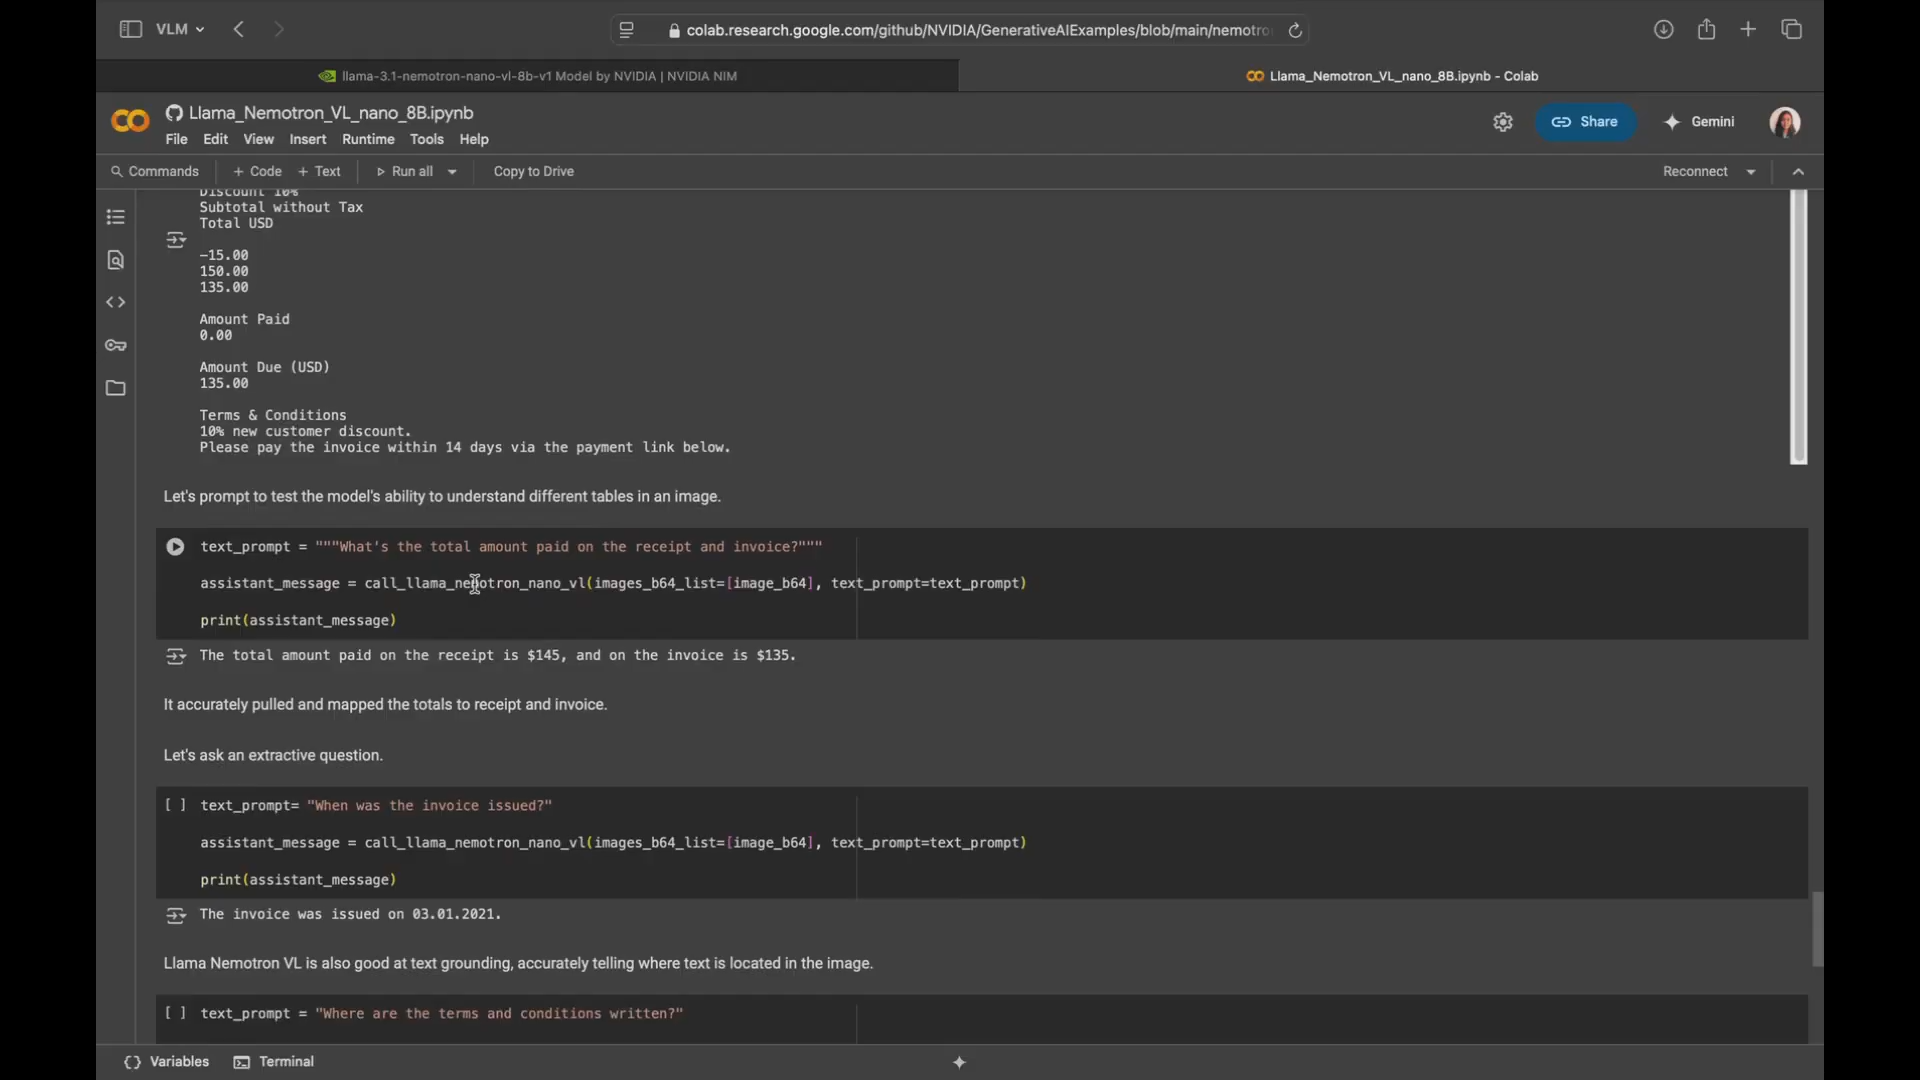 VLM
colab.research.google.com/github/NVIDIA/GenerativeAIExamples/blob/main/nemotro
llama-3.1-nemotron-nano-vl-8b-v1 Model by NVIDIA | NVIDIA NIM
Llama_Nemotron_VL_nano_8B.ipynb - Colab
Llama_Nemotron_VL_nano_8B.ipynb
File Edit View Insert Runtime Tools Help
Share
Gemini
Commands + Code + Text Run all Copy to Drive
Reconnect
Discount 10%
Subtotal without Tax
Total USD
−15.00
150.00
135.00
Amount Paid
0.00
Amount Due (USD)
135.00
Terms & Conditions
10% new customer discount.
Please pay the invoice within 14 days via the payment link below.
Let's prompt to test the model's ability to understand different tables in an image.
text_prompt = """What's the total amount paid on the receipt and invoice?"""
assistant_message = call_llama_nemotron_nano_vl(images_b64_list=[image_b64], text_prompt=text_prompt)
print(assistant_message)
The total amount paid on the receipt is $145, and on the invoice is $135.
It accurately pulled and mapped the totals to receipt and invoice.
Let's ask an extractive question.
[ ] text_prompt= "When was the invoice issued?"
assistant_message = call_llama_nemotron_nano_vl(images_b64_list=[image_b64], text_prompt=text_prompt)
print(assistant_message)
The invoice was issued on 03.01.2021.
Llama Nemotron VL is also good at text grounding, accurately telling where text is located in the image.
[ ] text_prompt = "Where are the terms and conditions written?"
Variables Terminal